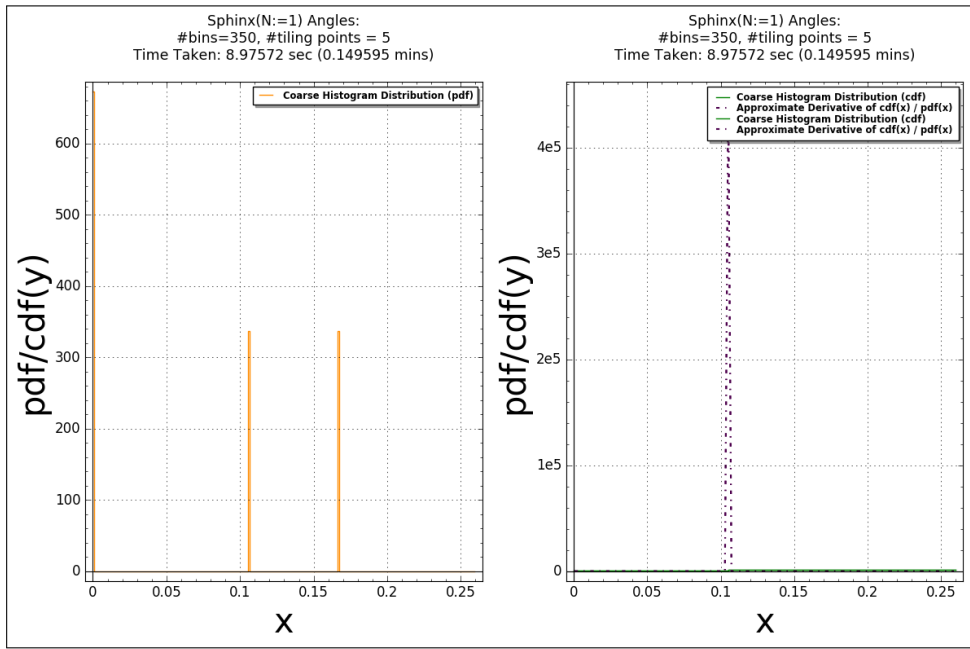 Sphinx(N:=1) Angles:
#bins=350, #tiling points = 5
Time Taken: 8.97572 sec (0.149595 mins)
Coarse Histogram Distribution (pdf)
600
500
400
300
200
100
0
pdf/cdf(y)
0
0.05
0.1
0.15
0.2
0.25
x
Sphinx(N:=1) Angles:
#bins=350, #tiling points = 5
Time Taken: 8.97572 sec (0.149595 mins)
Coarse Histogram Distribution (cdf)
Approximate Derivative of cdf(x) / pdf(x)
Coarse Histogram Distribution (cdf)
Approximate Derivative of cdf(x) / pdf(x)
4e5
3e5
2e5
1e5
0
pdf/cdf(y)
0
0.05
0.1
0.15
0.2
0.25
x